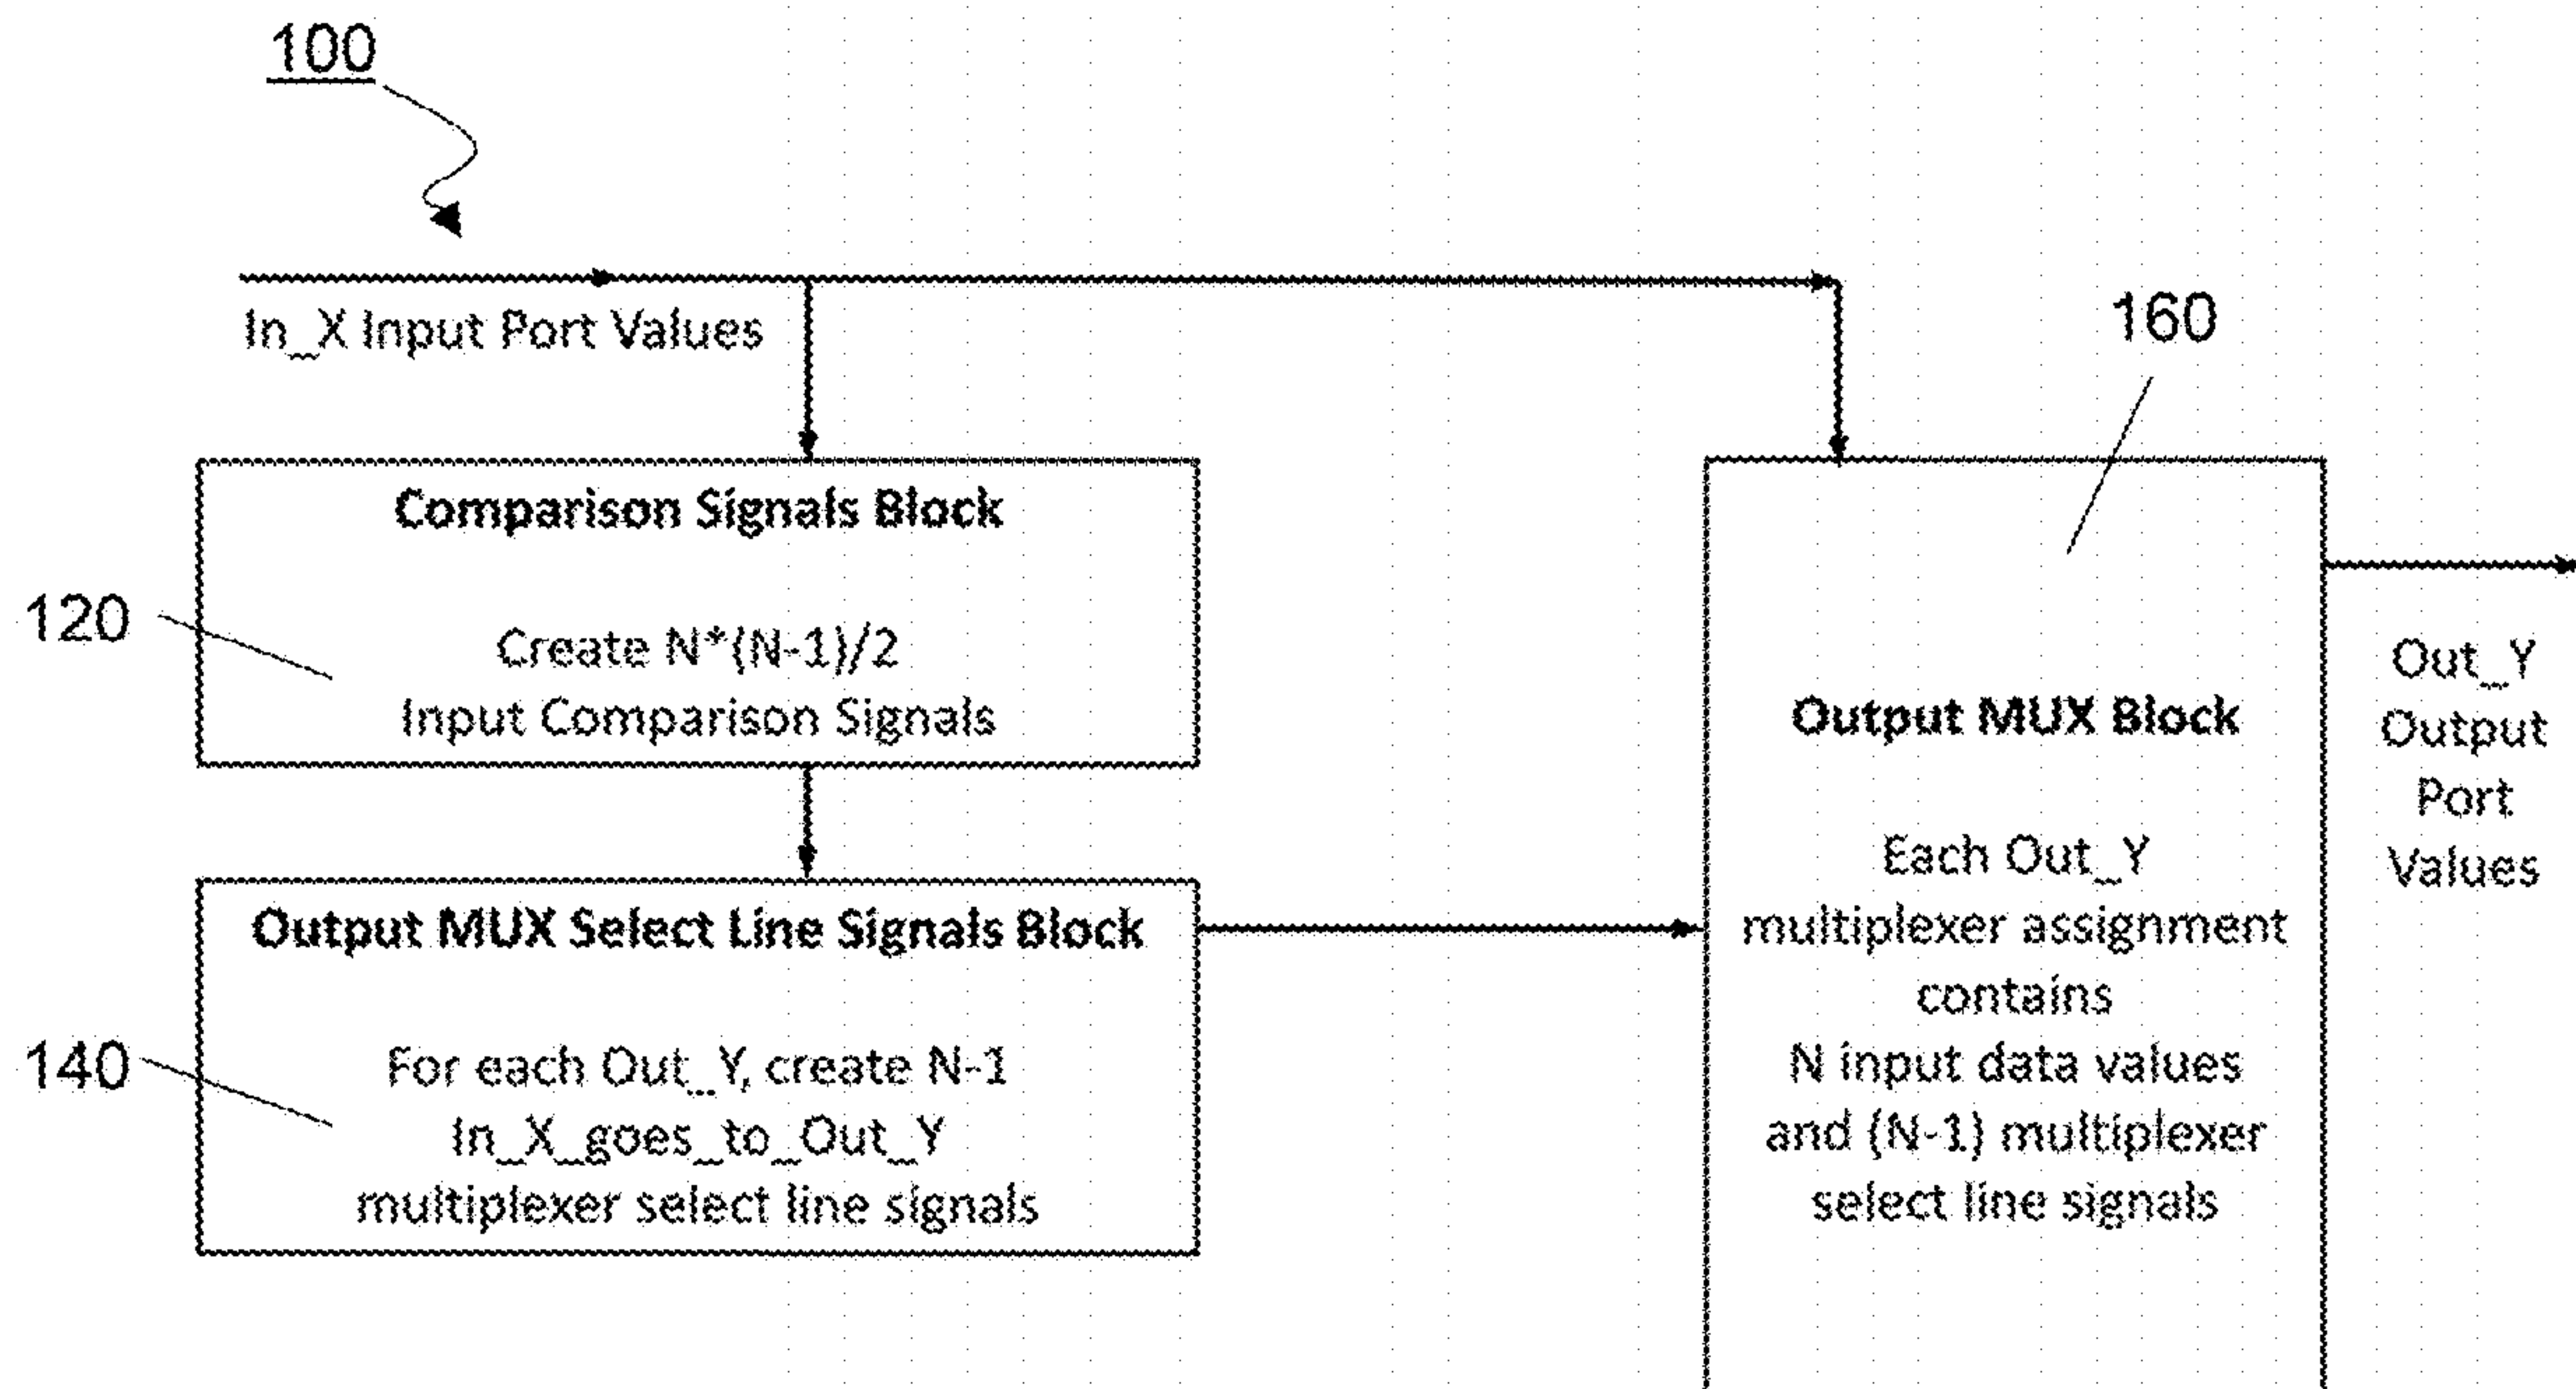 100
In_X Input Port Values
160
Comparison Signals Block
120
Create N*(N-1)/2
Input Comparison Signals
Output MUX Select Line Signals Block
140
For each Out_Y, create N-1
In_X_goes_to_Out_Y
multiplexer select line signals
Output MUX Block
Each Out_Y
multiplexer assignment
contains
N input data values
and (N-1) multiplexer
select line signals
Out_Y
Output
Port
Values